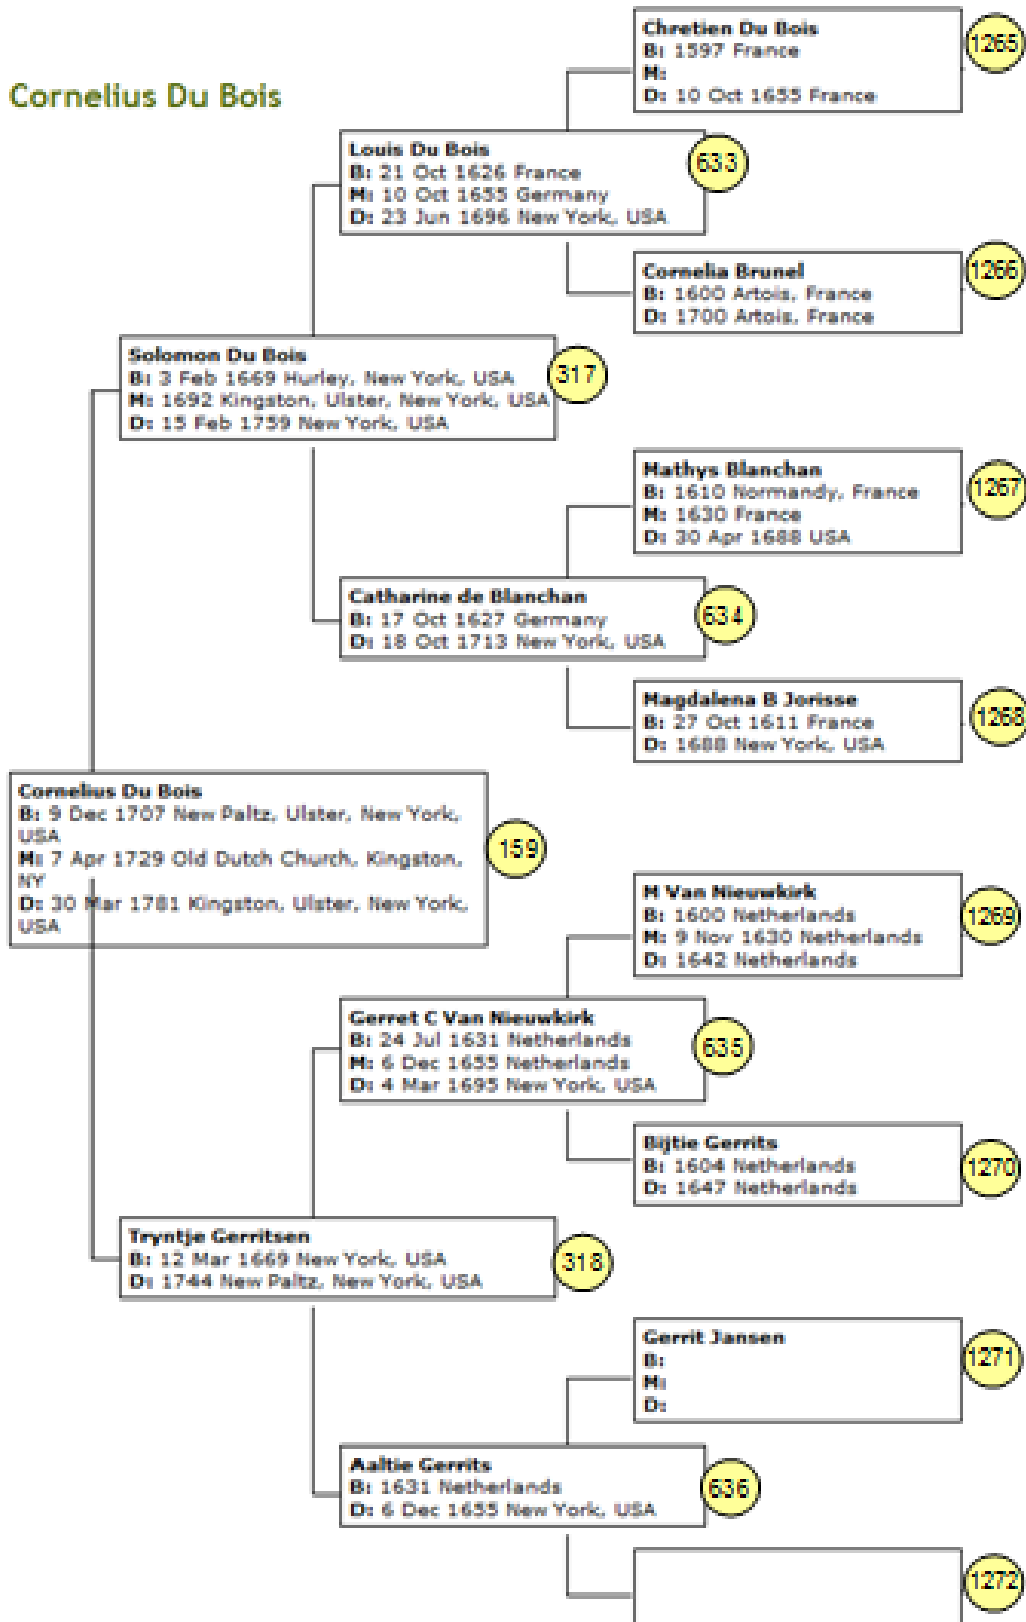 Cornelius Du Bois
Chretien Du Bois
B: 1597 France
M:
D: 10 Oct 1655 France
1265
Louis Du Bois
B: 21 Oct 1626 France
M: 10 Oct 1655 Germany
D: 23 Jun 1696 New York, USA
633
Cornelia Brunel
B: 1600 Artois, France
D: 1700 Artois, France
1266
Solomon Du Bois
B: 3 Feb 1669 Hurley, New York, USA
M: 1692 Kingston, Ulster, New York, USA
D: 15 Feb 1759 New York, USA
317
Mathys Blanchan
B: 1610 Normandy, France
M: 1630 France
D: 30 Apr 1688 USA
1267
Catharine de Blanchan
B: 17 Oct 1627 Germany
D: 18 Oct 1713 New York, USA
634
Magdalena B Jorisse
B: 27 Oct 1611 France
D: 1688 New York, USA
1268
Cornelius Du Bois
B: 9 Dec 1707 New Paltz, Ulster, New York,
USA
M: 7 Apr 1729 Old Dutch Church, Kingston,
NY
D: 30 Mar 1781 Kingston, Ulster, New York,
USA
159
M Van Nieuwkirk
B: 1600 Netherlands
M: 9 Nov 1630 Netherlands
D: 1642 Netherlands
1269
Gerret C Van Nieuwkirk
B: 24 Jul 1631 Netherlands
M: 6 Dec 1655 Netherlands
D: 4 Mar 1695 New York, USA
635
Bijtie Gerrits
B: 1604 Netherlands
D: 1647 Netherlands
1270
Tryntje Gerritsen
B: 12 Mar 1669 New York, USA
D: 1744 New Paltz, New York, USA
318
Gerrit Jansen
B:
M:
D:
1271
Aaltie Gerrits
B: 1631 Netherlands
D: 6 Dec 1655 New York, USA
636
1272